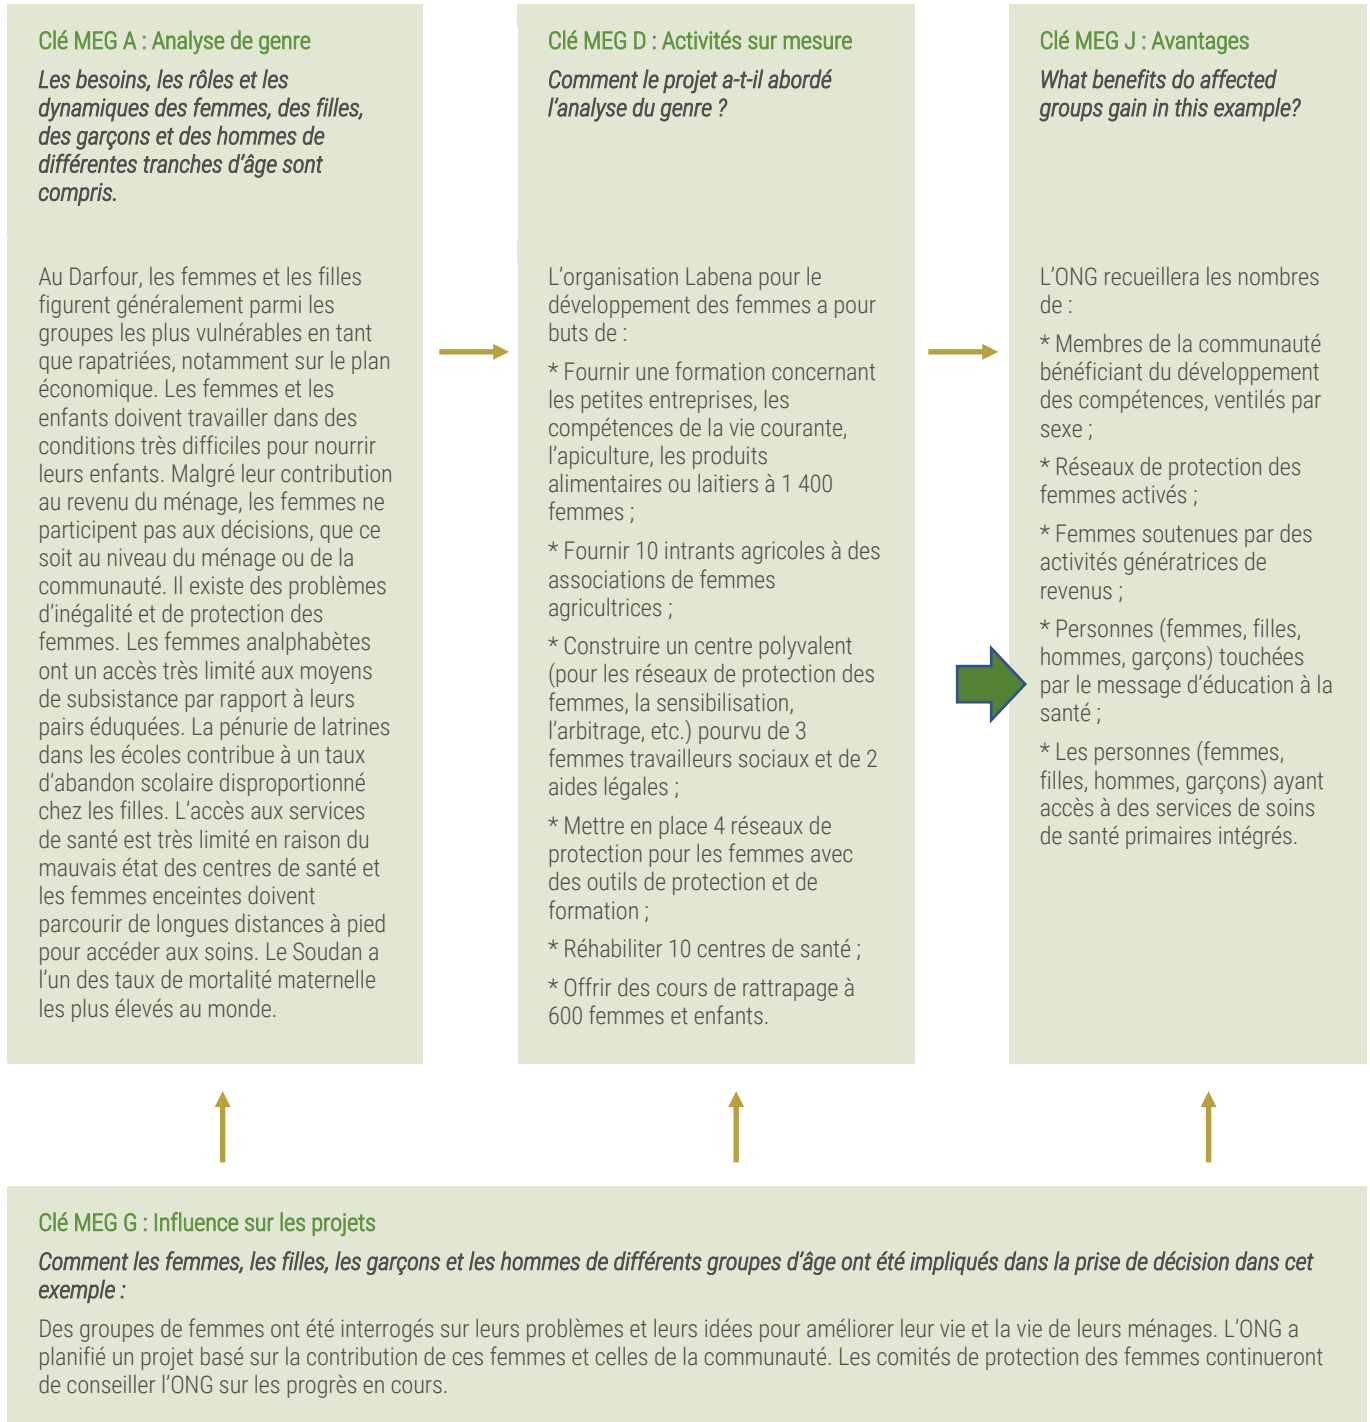 Clé MEG A : Analyse de genre
Les besoins, les rôles et les
dynamiques des femmes, des filles,
des garçons et des hommes de
différentes tranches d’âge sont
compris.
Au Darfour, les femmes et les filles
figurent généralement parmi les
groupes les plus vulnérables en tant
que rapatriées, notamment sur le plan
économique. Les femmes et les
enfants doivent travailler dans des
conditions très difficiles pour nourrir
leurs enfants. Malgré leur contribution
au revenu du ménage, les femmes ne
participent pas aux décisions, que ce
soit au niveau du ménage ou de la
communauté. Il existe des problèmes
d’inégalité et de protection des
femmes. Les femmes analphabètes
ont un accès très limité aux moyens
de subsistance par rapport à leurs
pairs éduquées. La pénurie de latrines
dans les écoles contribue à un taux
d’abandon scolaire disproportionné
chez les filles. L’accès aux services
de santé est très limité en raison du
mauvais état des centres de santé et
les femmes enceintes doivent
parcourir de longues distances à pied
pour accéder aux soins. Le Soudan a
l’un des taux de mortalité maternelle
les plus élevés au monde.
Clé MEG D : Activités sur mesure
Comment le projet a-t-il abordé
l’analyse du genre ?
L’organisation Labena pour le
développement des femmes a pour
buts de :
* Fournir une formation concernant
les petites entreprises, les
compétences de la vie courante,
l’apiculture, les produits
alimentaires ou laitiers à 1 400
femmes ;
* Fournir 10 intrants agricoles à des
associations de femmes
agricultrices ;
* Construire un centre polyvalent
(pour les réseaux de protection des
femmes, la sensibilisation,
l’arbitrage, etc.) pourvu de 3
femmes travailleurs sociaux et de 2
aides légales ;
* Mettre en place 4 réseaux de
protection pour les femmes avec
des outils de protection et de
formation ;
* Réhabiliter 10 centres de santé ;
* Offrir des cours de rattrapage à
600 femmes et enfants.
Clé MEG J : Avantages
What benefits do affected
groups gain in this example?
L’ONG recueillera les nombres
de :
* Membres de la communauté
bénéficiant du développement
des compétences, ventilés par
sexe ;
* Réseaux de protection des
femmes activés ;
* Femmes soutenues par des
activités génératrices de
revenus ;
* Personnes (femmes, filles,
hommes, garçons) touchées
par le message d’éducation à la
santé ;
* Les personnes (femmes,
filles, hommes, garçons) ayant
accès à des services de soins
de santé primaires intégrés.
Clé MEG G : Influence sur les projets
Comment les femmes, les filles, les garçons et les hommes de différents groupes d’âge ont été impliqués dans la prise de décision dans cet
exemple :
Des groupes de femmes ont été interrogés sur leurs problèmes et leurs idées pour améliorer leur vie et la vie de leurs ménages. L’ONG a
planifié un projet basé sur la contribution de ces femmes et celles de la communauté. Les comités de protection des femmes continueront
de conseiller l’ONG sur les progrès en cours.